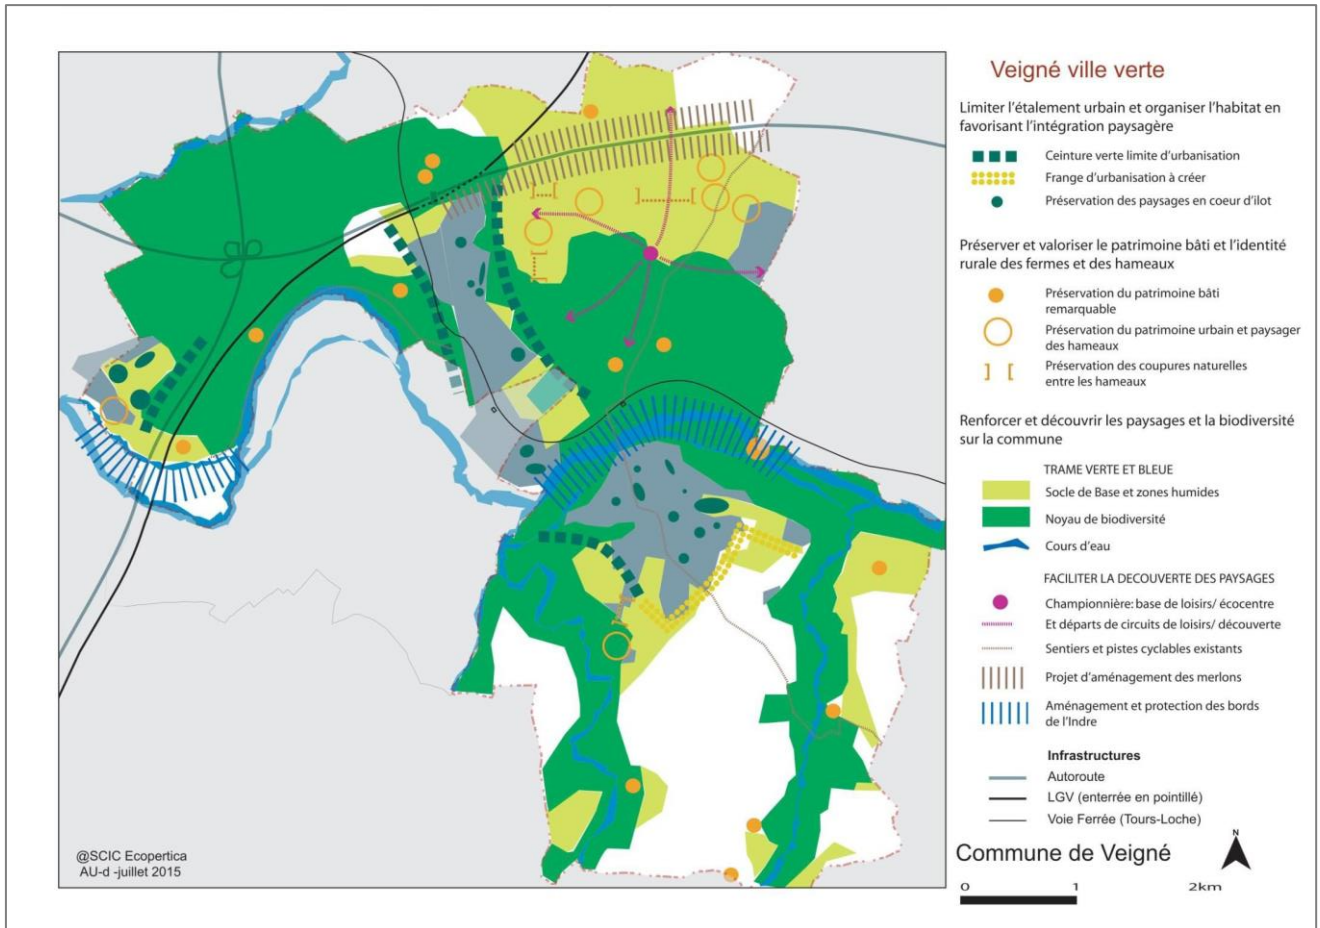 Veigné ville verte
Limiter l'étalement urbain et organiser l'habitat en
favorisant l'intégration paysagère
Ceinture verte limite d'urbanisation
Frange d'urbanisation à créer
Préservation des paysages en coeur d'ilot
Préserver et valoriser le patrimoine bâti et l'identité
rurale des fermes et des hameaux
Préservation du patrimoine bâti
remarquable
Préservation du patrimoine urbain et paysager
des hameaux
Préservation des coupures naturelles
entre les hameaux
Renforcer et découvrir les paysages et la biodiversité
sur la commune
TRAME VERTE ET BLEUE
Socle de Base et zones humides
Noyau de biodiversité
Cours d'eau
FACILITER LA DECOUVERTE DES PAYSAGES
Championnière: base de loisirs/ écocentre
Et départs de circuits de loisirs/ découverte
Sentiers et pistes cyclables existants
Projet d'aménagement des merlons
Aménagement et protection des bords
de l'Indre
Infrastructures
Autoroute
LGV (enterrée en pointillé)
Voie Ferrée (Tours-Loche)
@SCIC Ecopertica
AU-d -juillet 2015
Commune de Veigné
N
0 1 2km